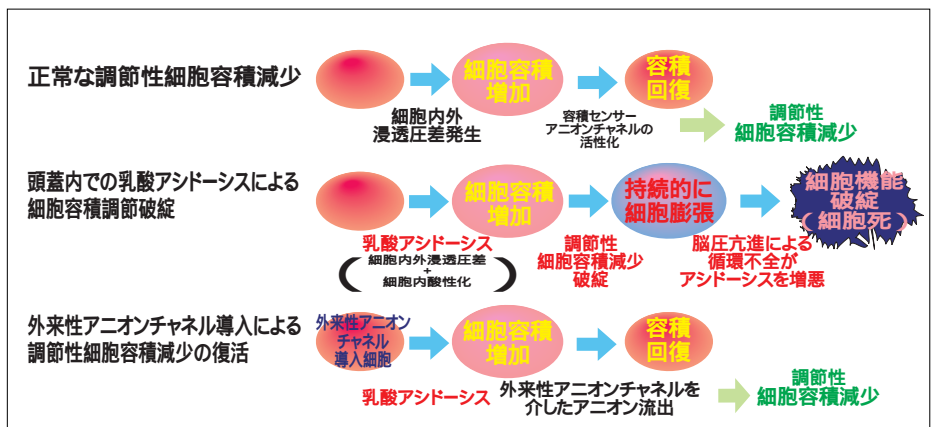 正常な調節性細胞容積減少
細胞内外
浸透圧差発生
細胞容積
増加
容積センサー
アニオンチャネルの
活性化
容積
回復
調節性
細胞容積減少
頭蓋内での乳酸アシドーシスによる
細胞容積調節破綻
乳酸アシドーシス
(細胞内外浸透圧差
+
細胞内酸性化)
細胞容積
増加
調節性
細胞容積減少
破綻
持続的に
細胞膨張
脳圧亢進による
循環不全が
アシドーシスを増悪
細胞機能
破綻
(細胞死)
外来性アニオンチャネル導入による
調節性細胞容積減少の復活
外来性アニオン
チャネル
導入細胞
乳酸アシドーシス
細胞容積
増加
外来性アニオンチャネルを
介したアニオン流出
容積
回復
調節性
細胞容積減少